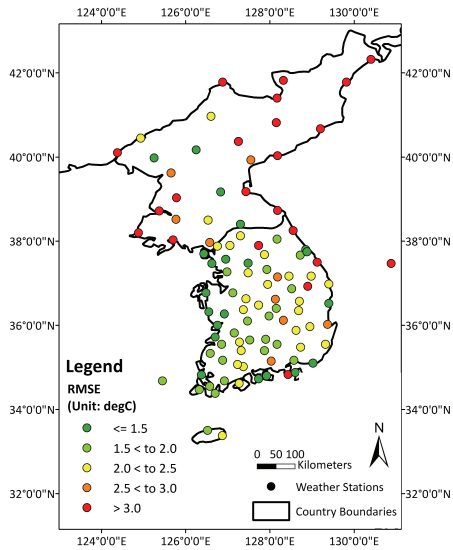 124°0'0"E 126°0'0"E 128°0'0"E 130°0'0"E
42°0'0"N 42°0'0"N
40°0'0"N 40°0'0"N
38°0'0"N 38°0'0"N
36°0'0"N 36°0'0"N
34°0'0"N 34°0'0"N
32°0'0"N 32°0'0"N
Legend
RMSE
(Unit: degC)
<= 1.5
1.5 < to 2.0
2.0 < to 2.5
2.5 < to 3.0
> 3.0
N
0 50 100
Kilometers
Weather Stations
Country Boundaries
124°0'0"E 126°0'0"E 128°0'0"E 130°0'0"E